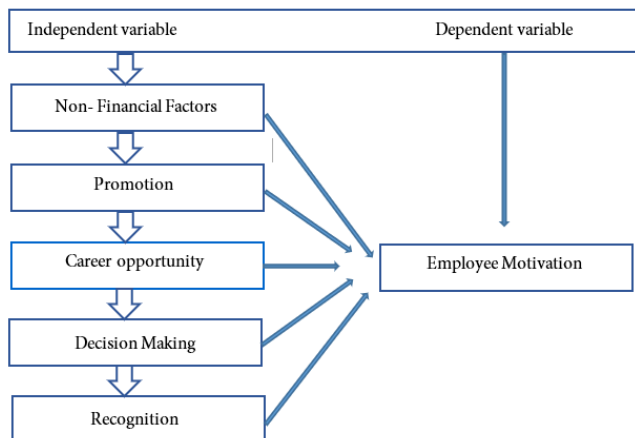 Independent variable
Dependent variable
Non- Financial Factors
Promotion
Career opportunity
Employee Motivation
Decision Making
Recognition